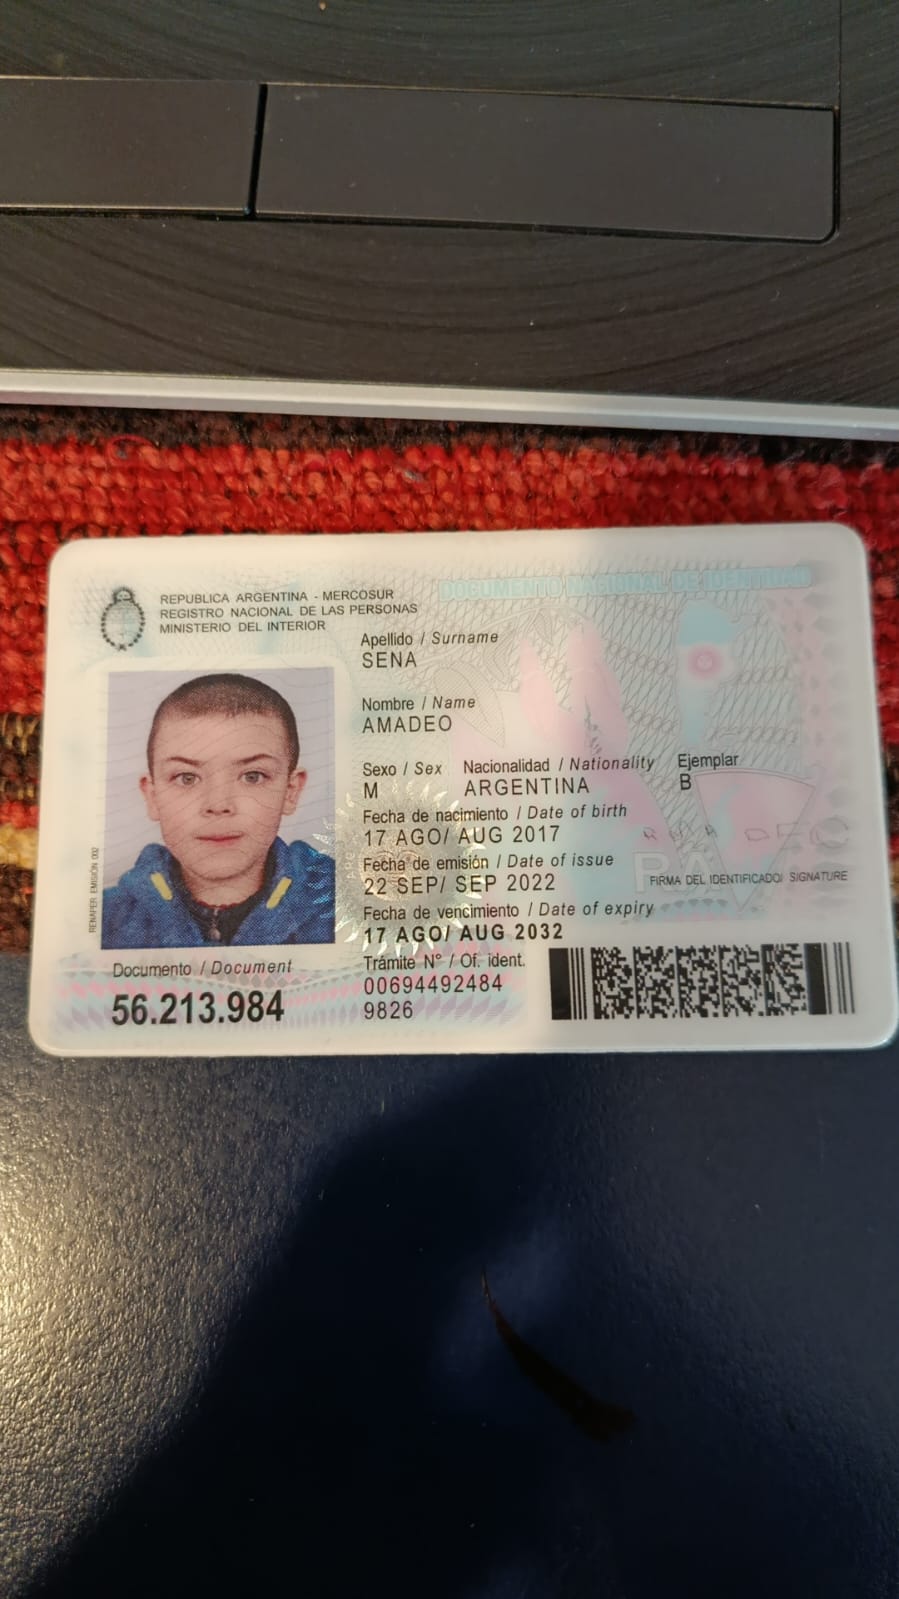 REPUBLICA ARGENTINA - MERCOSUR
REGISTRO NACIONAL DE LAS PERSONAS
MINISTERIO DEL INTERIOR
DOCUMENTO NACIONAL DE IDENTIDAD
Apellido / Surname
SENA
Nombre / Name
AMADEO
Sexo / Sex Nacionalidad / Nationality Ejemplar
M ARGENTINA B
Fecha de nacimiento / Date of birth
17 AGO/ AUG 2017
Fecha de emisión / Date of issue
22 SEP/ SEP 2022
FIRMA DEL IDENTIFICADO/ SIGNATURE
Fecha de vencimiento / Date of expiry
17 AGO/ AUG 2032
Documento / Document
56.213.984
Trámite N° / Of. ident.
00694492484
9826
RENAPER EMISIÓN 002